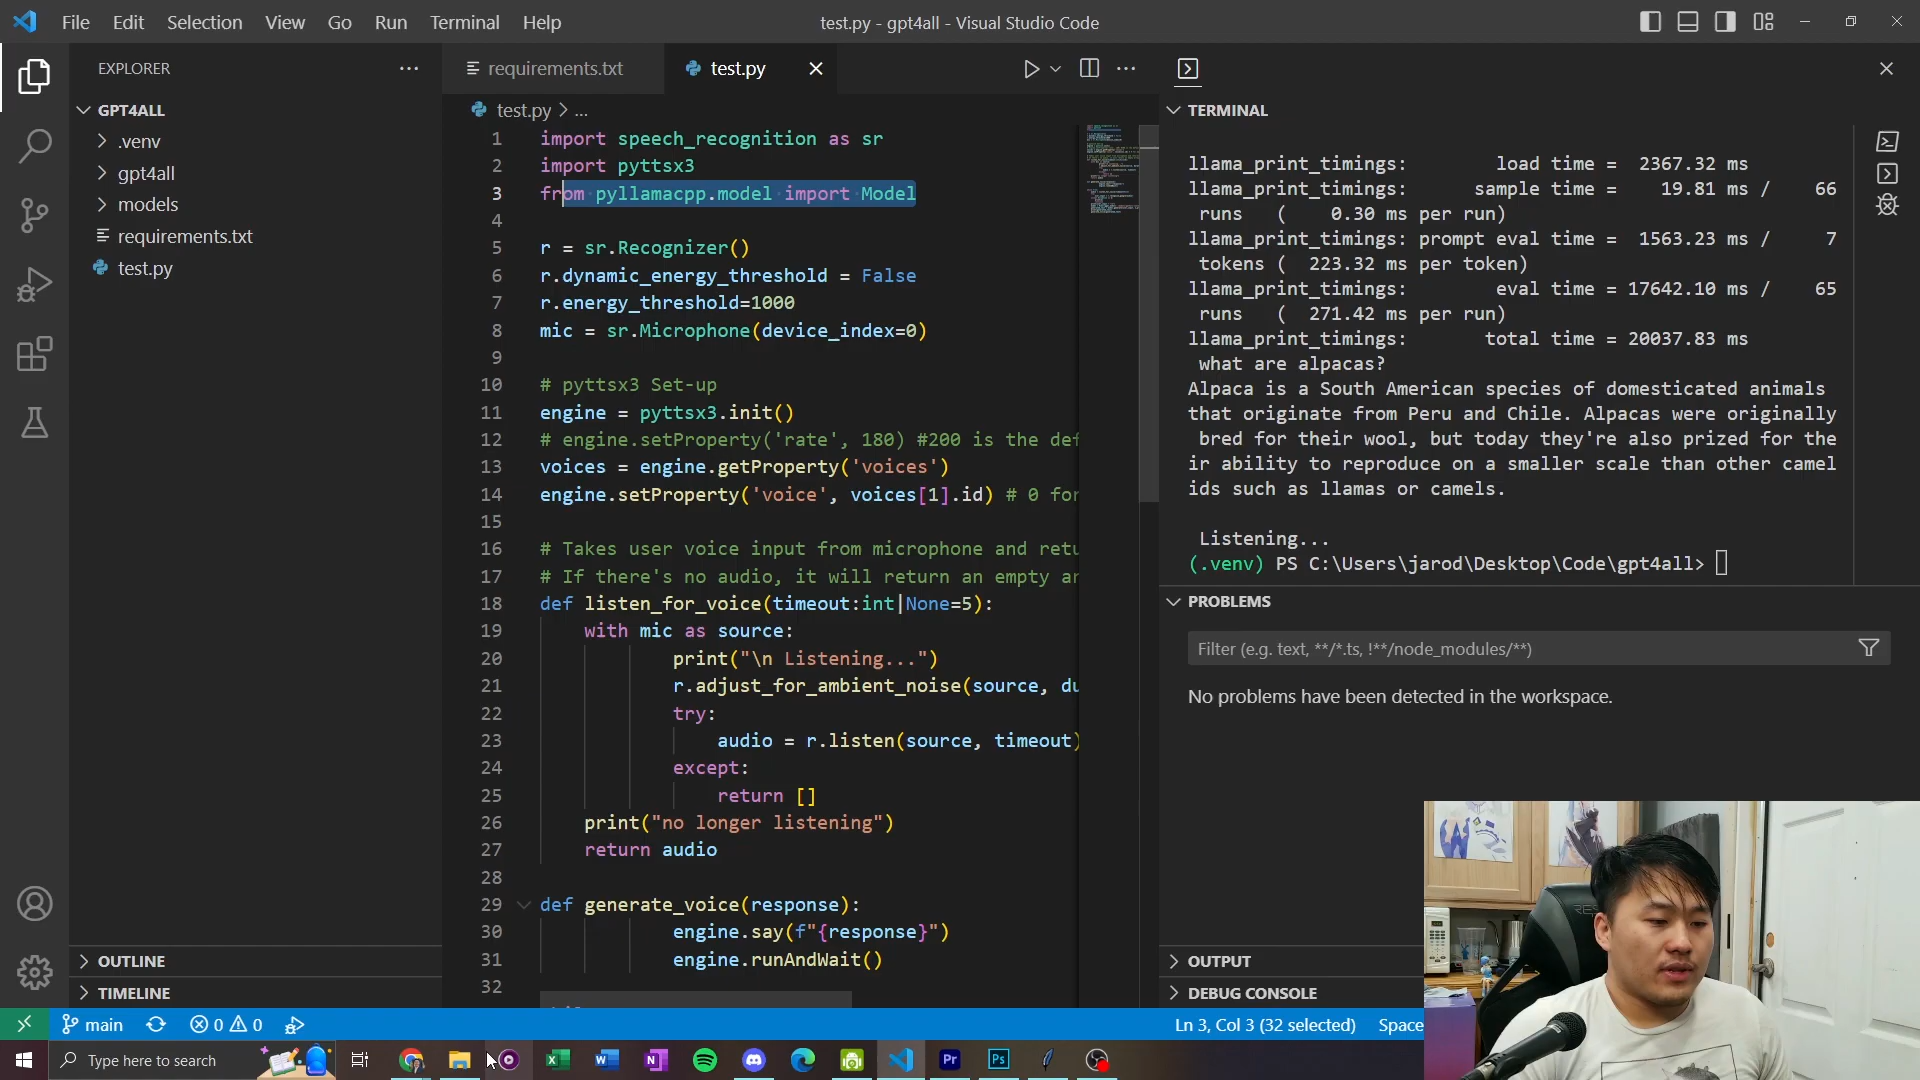 File Edit Selection View Go Run Terminal Help
test.py - gpt4all - Visual Studio Code
EXPLORER
GPT4ALL
.venv
gpt4all
models
requirements.txt
test.py
OUTLINE
TIMELINE
requirements.txt test.py
test.py > ...
1 import speech_recognition as sr
2 import pyttsx3
3 from pyllamacpp.model import Model
4
5 r = sr.Recognizer()
6 r.dynamic_energy_threshold = False
7 r.energy_threshold=1000
8 mic = sr.Microphone(device_index=0)
9
10 # pyttsx3 Set-up
11 engine = pyttsx3.init()
12 # engine.setProperty('rate', 180) #200 is the def
13 voices = engine.getProperty('voices')
14 engine.setProperty('voice', voices[1].id) # 0 for
15
16 # Takes user voice input from microphone and retu
17 # If there's no audio, it will return an empty ar
18 def listen_for_voice(timeout:int|None=5):
19 with mic as source:
20 print("\n Listening...")
21 r.adjust_for_ambient_noise(source, du
22 try:
23 audio = r.listen(source, timeout)
24 except:
25 return []
26 print("no longer listening")
27 return audio
28
29 def generate_voice(response):
30 engine.say(f"{response}")
31 engine.runAndWait()
32
TERMINAL
llama_print_timings: load time = 2367.32 ms
llama_print_timings: sample time = 19.81 ms / 66
runs ( 0.30 ms per run)
llama_print_timings: prompt eval time = 1563.23 ms / 7
tokens ( 223.32 ms per token)
llama_print_timings: eval time = 17642.10 ms / 65
runs ( 271.42 ms per run)
llama_print_timings: total time = 20037.83 ms
what are alpacas?
Alpaca is a South American species of domesticated animals
that originate from Peru and Chile. Alpacas were originally
bred for their wool, but today they're also prized for the
ir ability to reproduce on a smaller scale than other camel
ids such as llamas or camels.
Listening...
(.venv) PS C:\Users\jarod\Desktop\Code\gpt4all>
PROBLEMS
Filter (e.g. text, **/*.ts, !**/node_modules/**)
No problems have been detected in the workspace.
OUTPUT
DEBUG CONSOLE
main 0 0
Ln 3, Col 3 (32 selected) Space
Type here to search